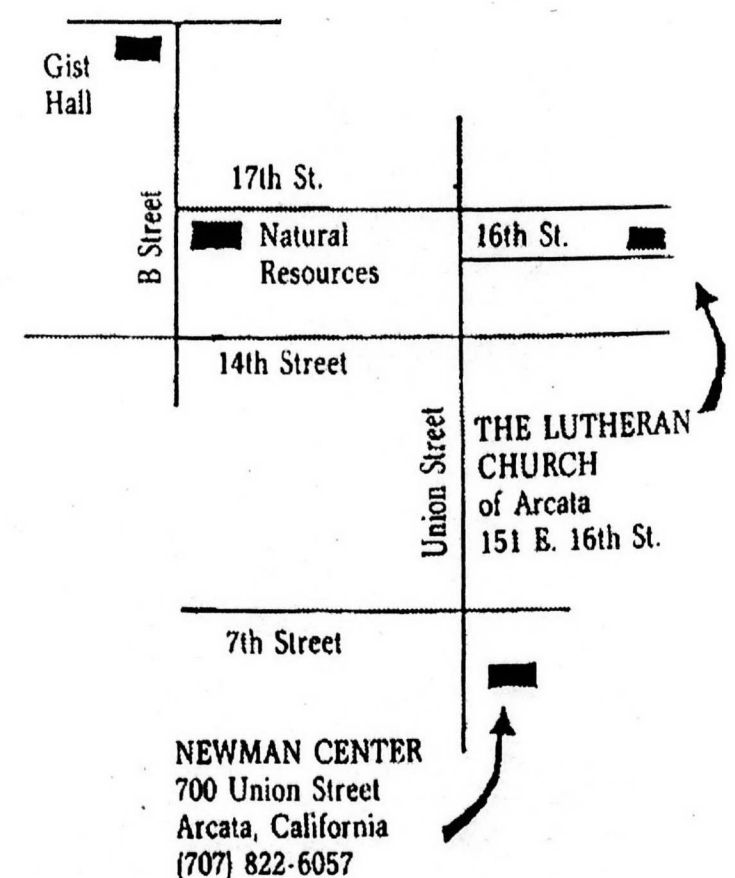 Gist
Hall
17th St.
B Street
Natural
Resources
16th St.
14th Street
Union Street
THE LUTHERAN
CHURCH
of Arcata
151 E. 16th St.
7th Street
NEWMAN CENTER
700 Union Street
Arcata, California
(707) 822-6057